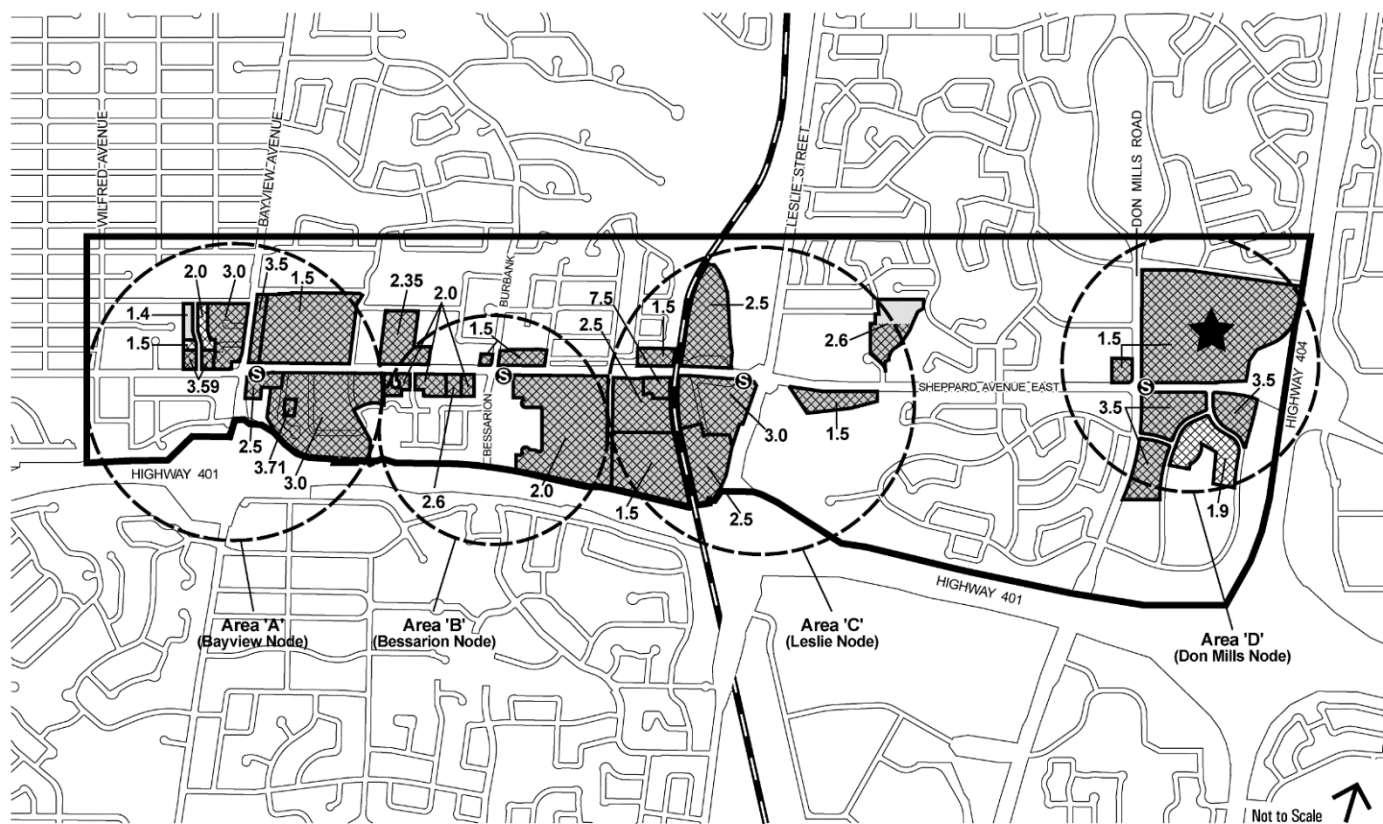 WILFRED AVENUE
BAYVIEW AVENUE
LESLIE STREET
DON MILLS ROAD
BURBANK
BESSARION
HIGHWAY 404
2.0
3.0
3.5
1.5
1.4
1.5
3.59
2.35
2.0
1.5
7.5
2.5
1.5
2.5
2.6
1.5
S
S
S
S
SHEPPARD AVENUE EAST
3.5
3.5
3.0
1.5
HIGHWAY 401
2.5
3.71
3.0
2.6
2.0
1.5
2.5
1.9
HIGHWAY 401
Area 'A'
(Bayview Node)
Area 'B'
(Bessarion Node)
Area 'C'
(Leslie Node)
Area 'D'
(Don Mills Node)
Not to Scale